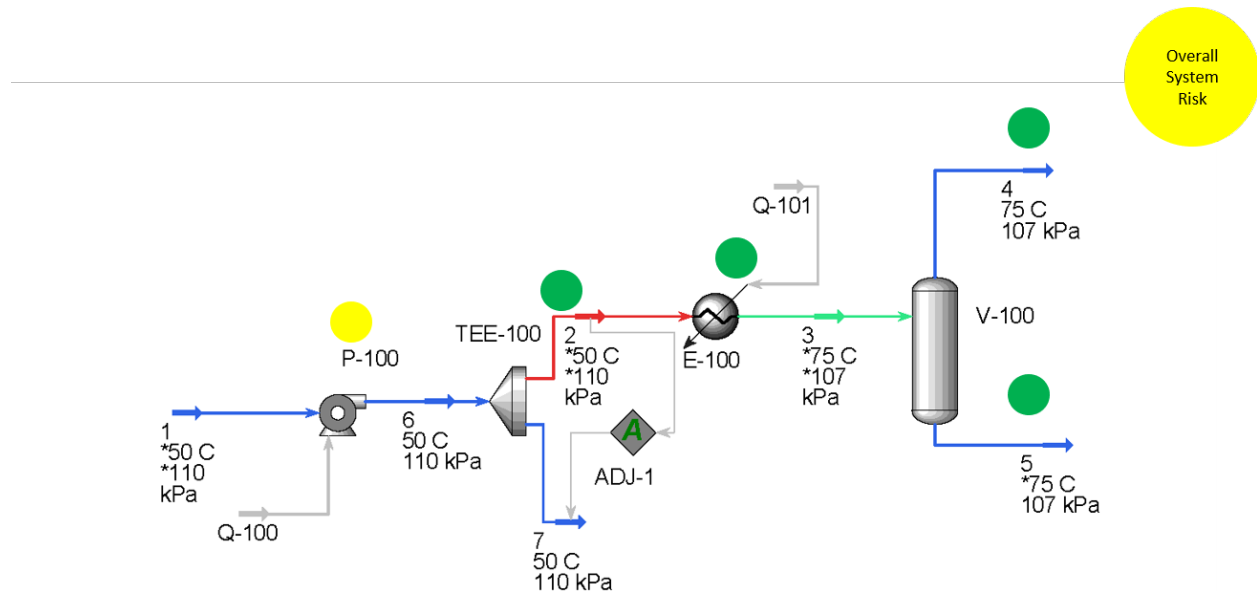 Overall
System
Risk
4
75 C
107 kPa
Q-101
V-100
TEE-100
2
*50 C
*110
kPa
E-100
3
*75 C
*107
kPa
P-100
1
*50 C
*110
kPa
6
50 C
110 kPa
A
ADJ-1
5
*75 C
107 kPa
Q-100
7
50 C
110 kPa